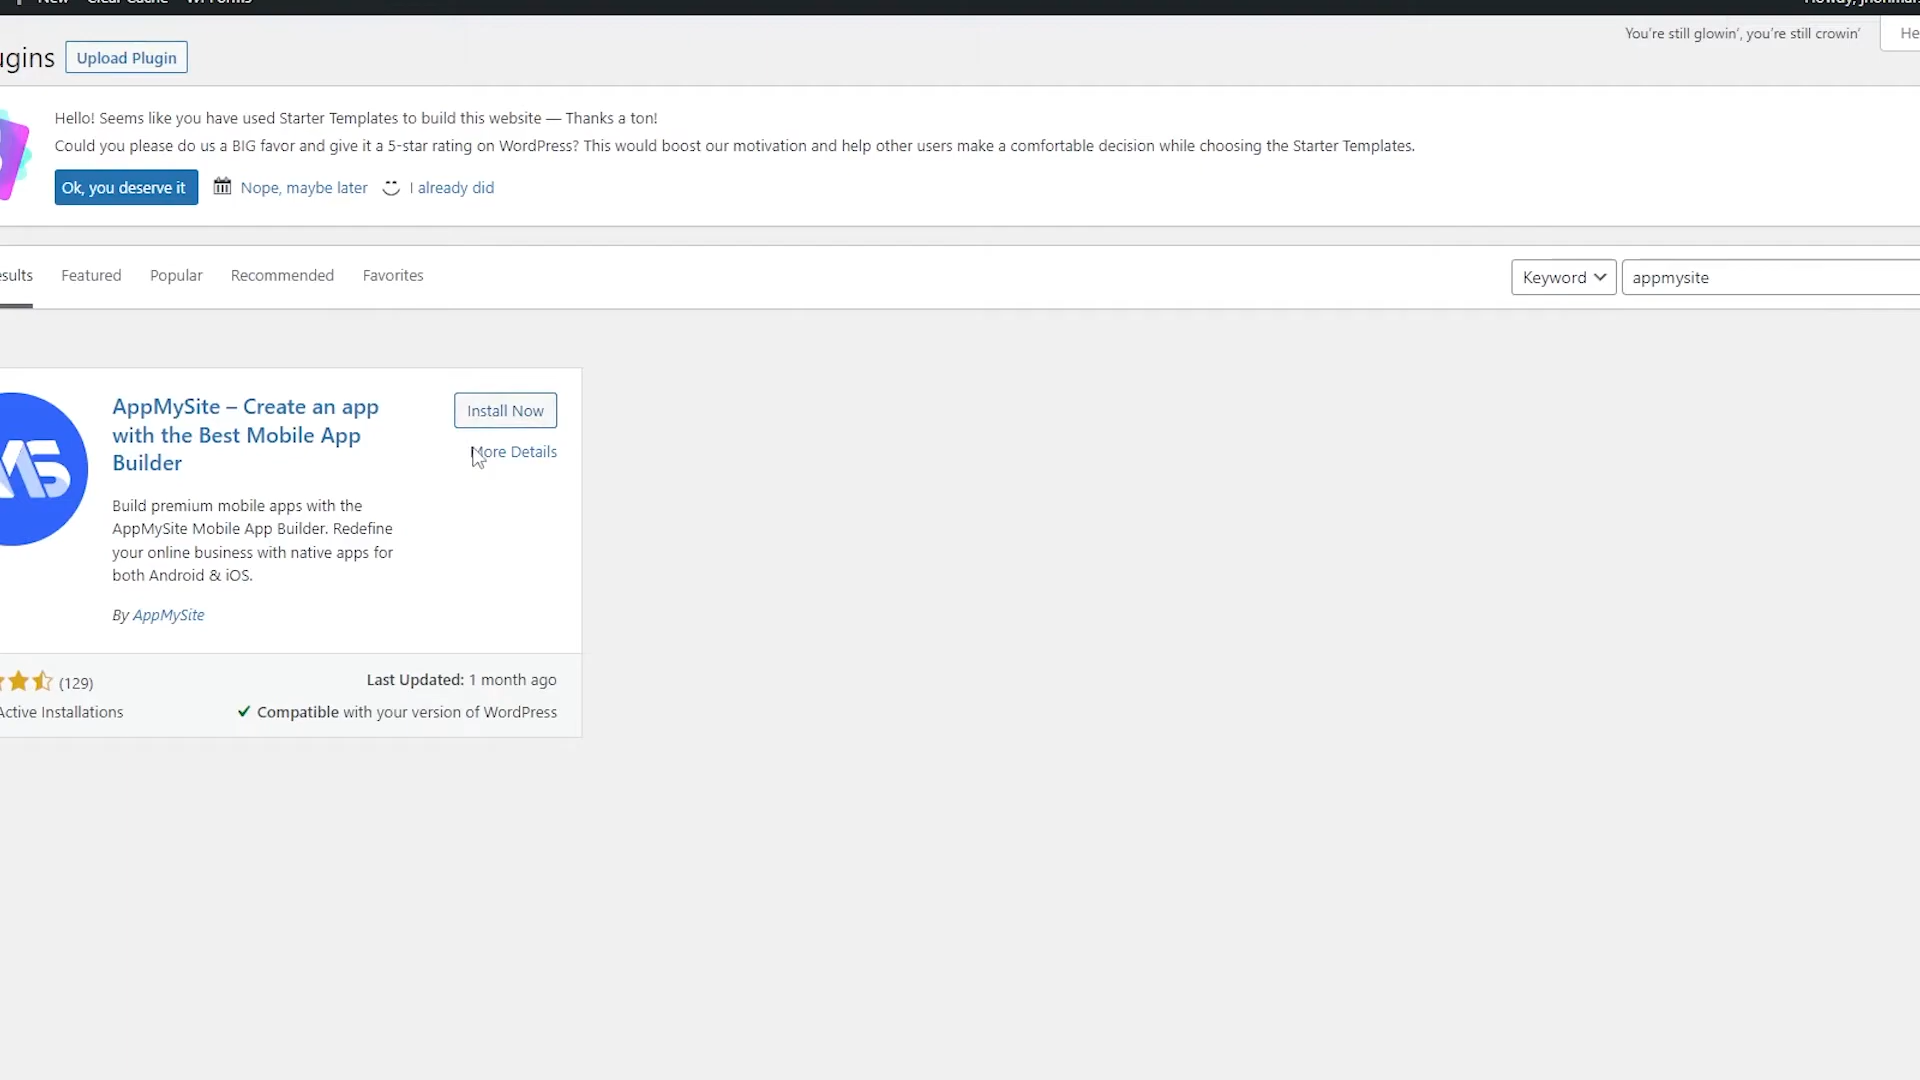 New Clear Cache WPForms
You're still glowin', you're still crowin'
Upload Plugin
Hello! Seems like you have used Starter Templates to build this website — Thanks a ton!
Could you please do us a BIG favor and give it a 5-star rating on WordPress? This would boost our motivation and help other users make a comfortable decision while choosing the Starter Templates.
Ok, you deserve it Nope, maybe later I already did
Featured Popular Recommended Favorites Keyword appmysite
AppMySite – Create an app
with the Best Mobile App
Builder
Install Now
More Details
Build premium mobile apps with the
AppMySite Mobile App Builder. Redefine
your online business with native apps for
both Android & iOS.
By AppMySite
(129)
Last Updated: 1 month ago
Active Installations
Compatible with your version of WordPress